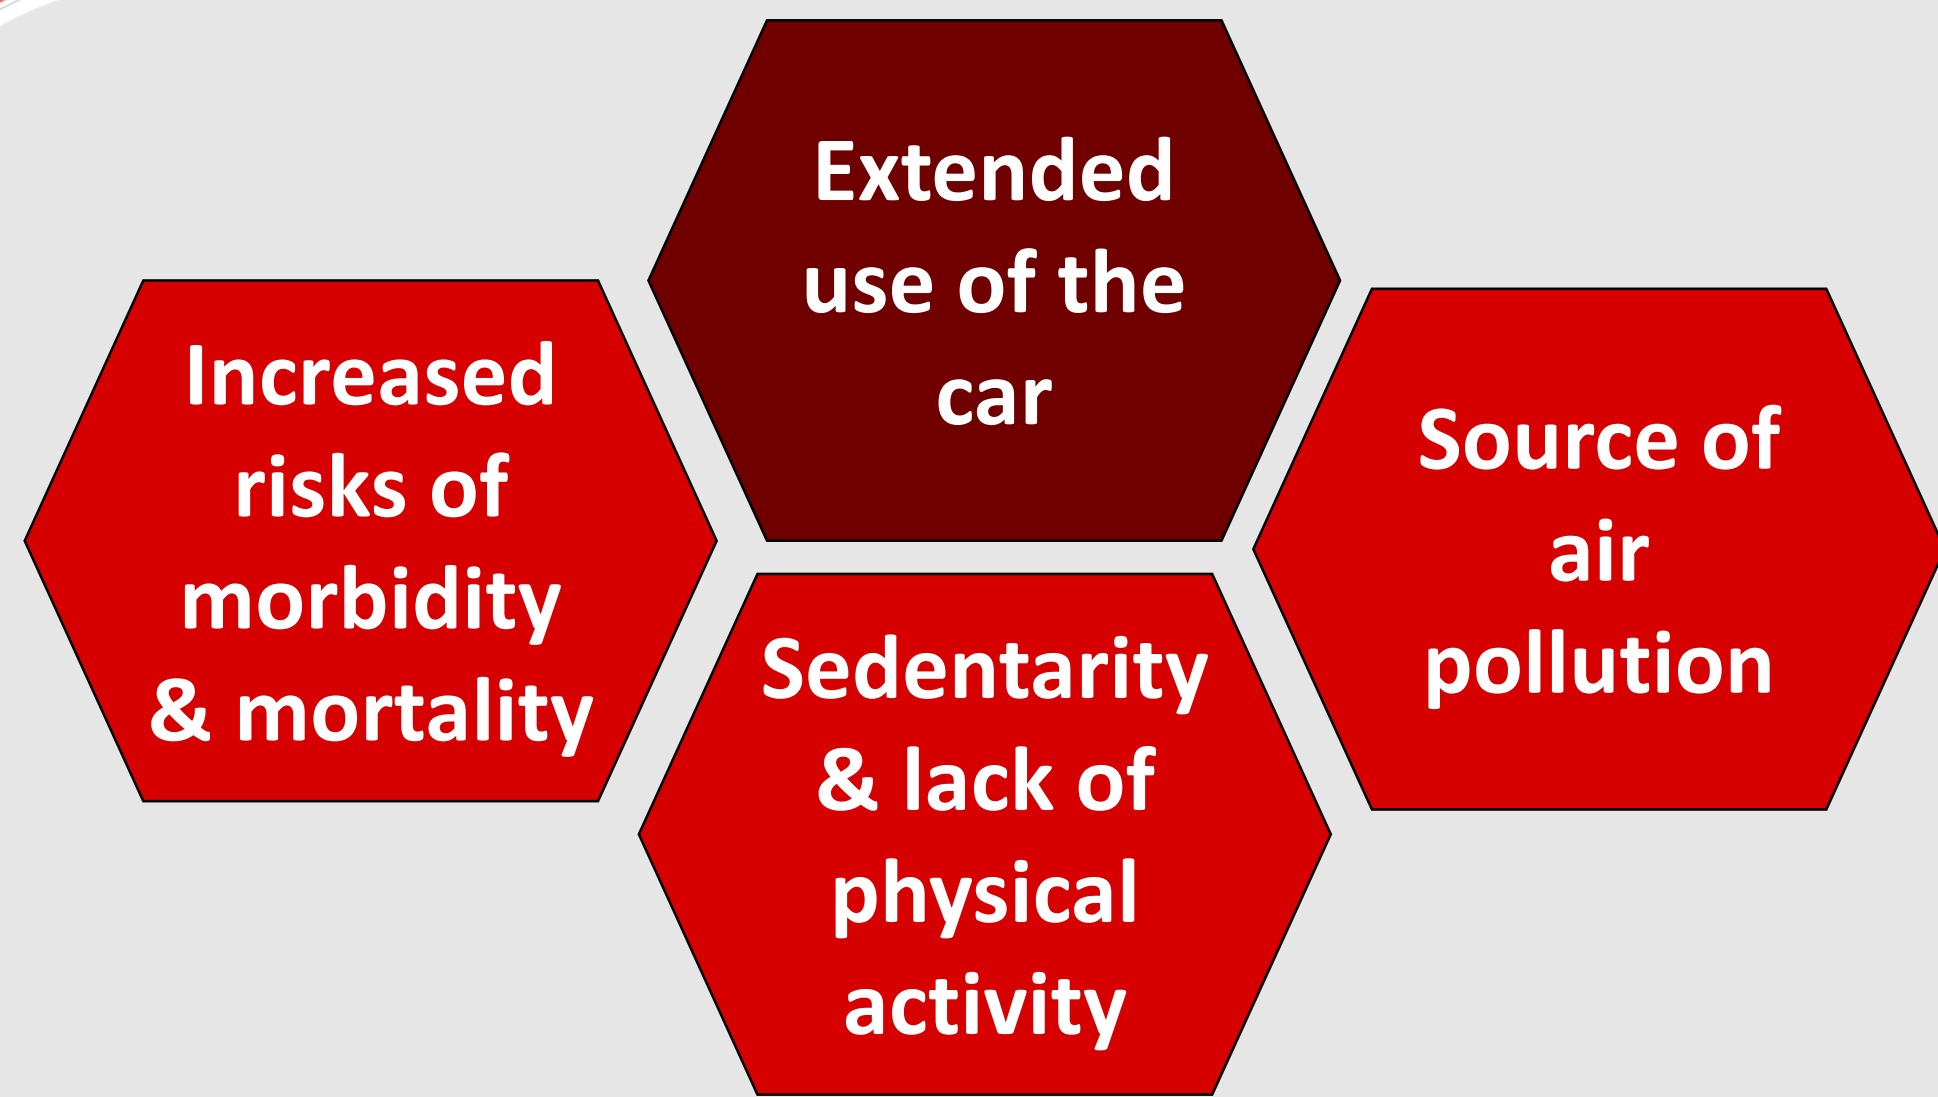 Extended
use of the
car
Increased
risks of
morbidity
& mortality
Source of
air
pollution
Sedentarity
& lack of
physical
activity